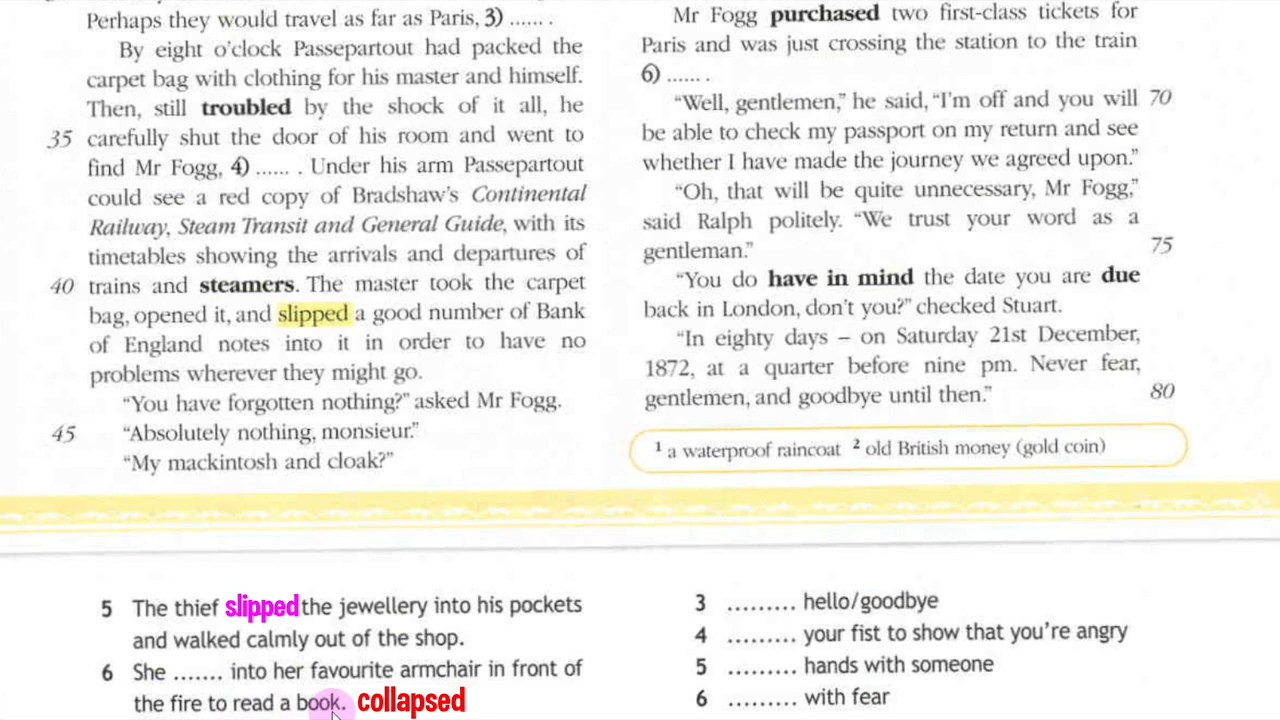 Perhaps they would travel as far as Paris, 3) ...... .
By eight o'clock Passepartout had packed the
carpet bag with clothing for his master and himself.
Then, still troubled by the shock of it all, he
35 carefully shut the door of his room and went to
find Mr Fogg, 4) ...... . Under his arm Passepartout
could see a red copy of Bradshaw's Continental
Railway, Steam Transit and General Guide, with its
timetables showing the arrivals and departures of
40 trains and steamers. The master took the carpet
bag, opened it, and slipped a good number of Bank
of England notes into it in order to have no
problems wherever they might go.
"You have forgotten nothing?" asked Mr Fogg.
45 "Absolutely nothing, monsieur."
"My mackintosh and cloak?"
Mr Fogg purchased two first-class tickets for
Paris and was just crossing the station to the train
6) ...... .
"Well, gentlemen," he said, "I'm off and you will 70
be able to check my passport on my return and see
whether I have made the journey we agreed upon."
"Oh, that will be quite unnecessary, Mr Fogg,"
said Ralph politely. "We trust your word as a
gentleman." 75
"You do have in mind the date you are due
back in London, don't you?" checked Stuart.
"In eighty days – on Saturday 21st December,
1872, at a quarter before nine pm. Never fear,
gentlemen, and goodbye until then." 80
1 a waterproof raincoat 2 old British money (gold coin)
5 The thief slipped the jewellery into his pockets
and walked calmly out of the shop.
6 She ....... into her favourite armchair in front of
the fire to read a book. collapsed
3 ......... hello/goodbye
4 ......... your fist to show that you're angry
5 ......... hands with someone
6 ......... with fear